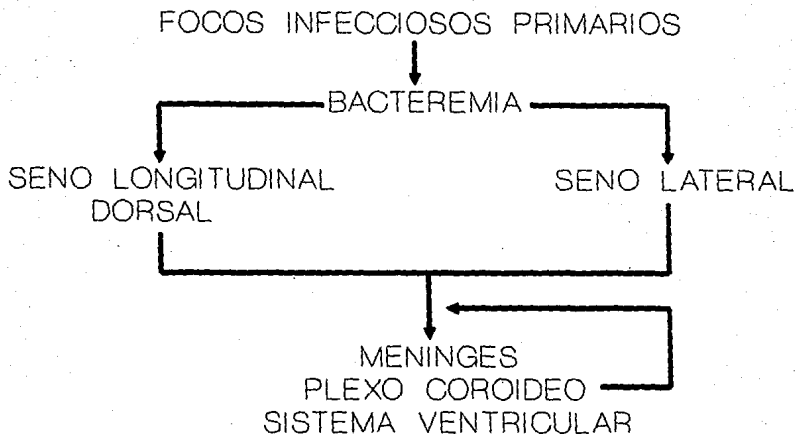 FOCOS INFECCIOSOS PRIMARIOS
BACTEREMIA
SENO LONGITUDINAL
DORSAL
SENO LATERAL
MENINGES
PLEXO COROIDEO
SISTEMA VENTRICULAR